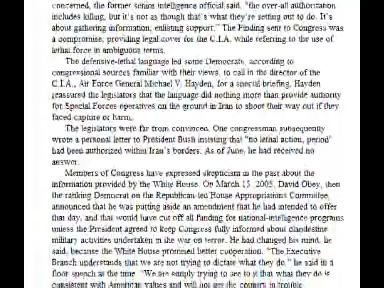 concerned, the former senior intelligence official said, "the over-all authorization
includes killing, but it's not as though that's what they're setting out to do. It's
about gathering information, enlisting support." The Finding sent to Congress was
a compromise, providing legal cover for the C.I.A. while referring to the use of
lethal force in ambiguous terms.
The defensive-lethal language led some Democrats, according to
congressional sources familiar with their views, to call in the director of the
C.I.A., Air Force General Michael V. Hayden, for a special briefing. Hayden
reassured the legislators that the language did nothing more than provide authority
for Special Forces operatives on the ground in Iran to shoot their way out if they
faced capture or harm.
The legislators were far from convinced. One congressman subsequently
wrote a personal letter to President Bush insisting that "no lethal action, period"
had been authorized within Iran's borders. As of June, he had received no
answer.
Members of Congress have expressed skepticism in the past about the
information provided by the White House. On March 15, 2005, David Obey, then
the ranking Democrat on the Republican-led House Appropriations Committee,
announced that he was putting aside an amendment that he had intended to offer
that day, and that would have cut off all funding for national-intelligence programs
unless the President agreed to keep Congress fully informed about clandestine
military activities undertaken in the war on terror. He had changed his mind, he
said, because the White House promised better cooperation. "The Executive
Branch understands that we are not trying to dictate what they do," he said in a
floor speech at the time. "We are simply trying to see to it that what they do is
consistent with American values and will not get the country in trouble